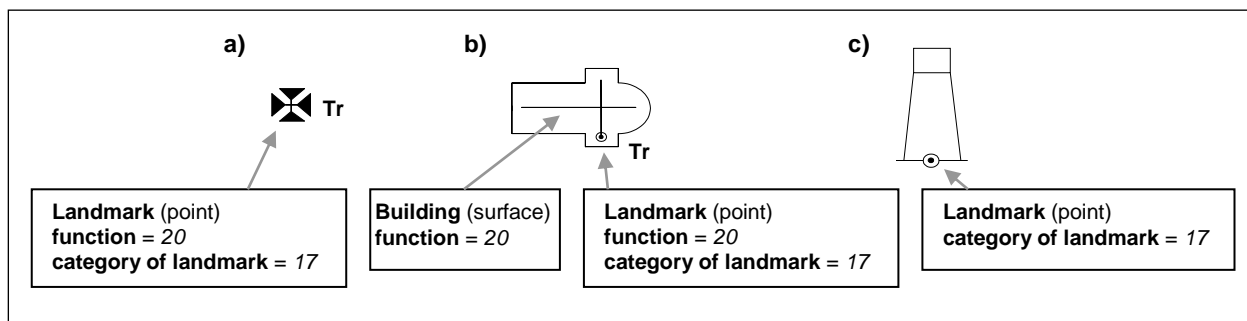 a)
Tr
Landmark (point)
function = 20
category of landmark = 17
b)
Tr
Building (surface)
function = 20
Landmark (point)
function = 20
category of landmark = 17
c)
Landmark (point)
category of landmark = 17